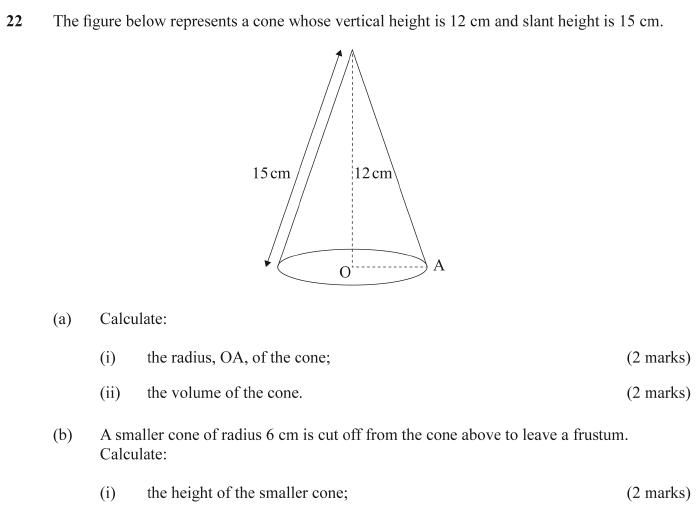 22 The figure below represents a cone whose vertical height is 12 cm and slant height is 15 cm.
15 cm
12 cm
O
A
(a) Calculate:
(i) the radius, OA, of the cone; (2 marks)
(ii) the volume of the cone. (2 marks)
(b) A smaller cone of radius 6 cm is cut off from the cone above to leave a frustum.
Calculate:
(i) the height of the smaller cone; (2 marks)